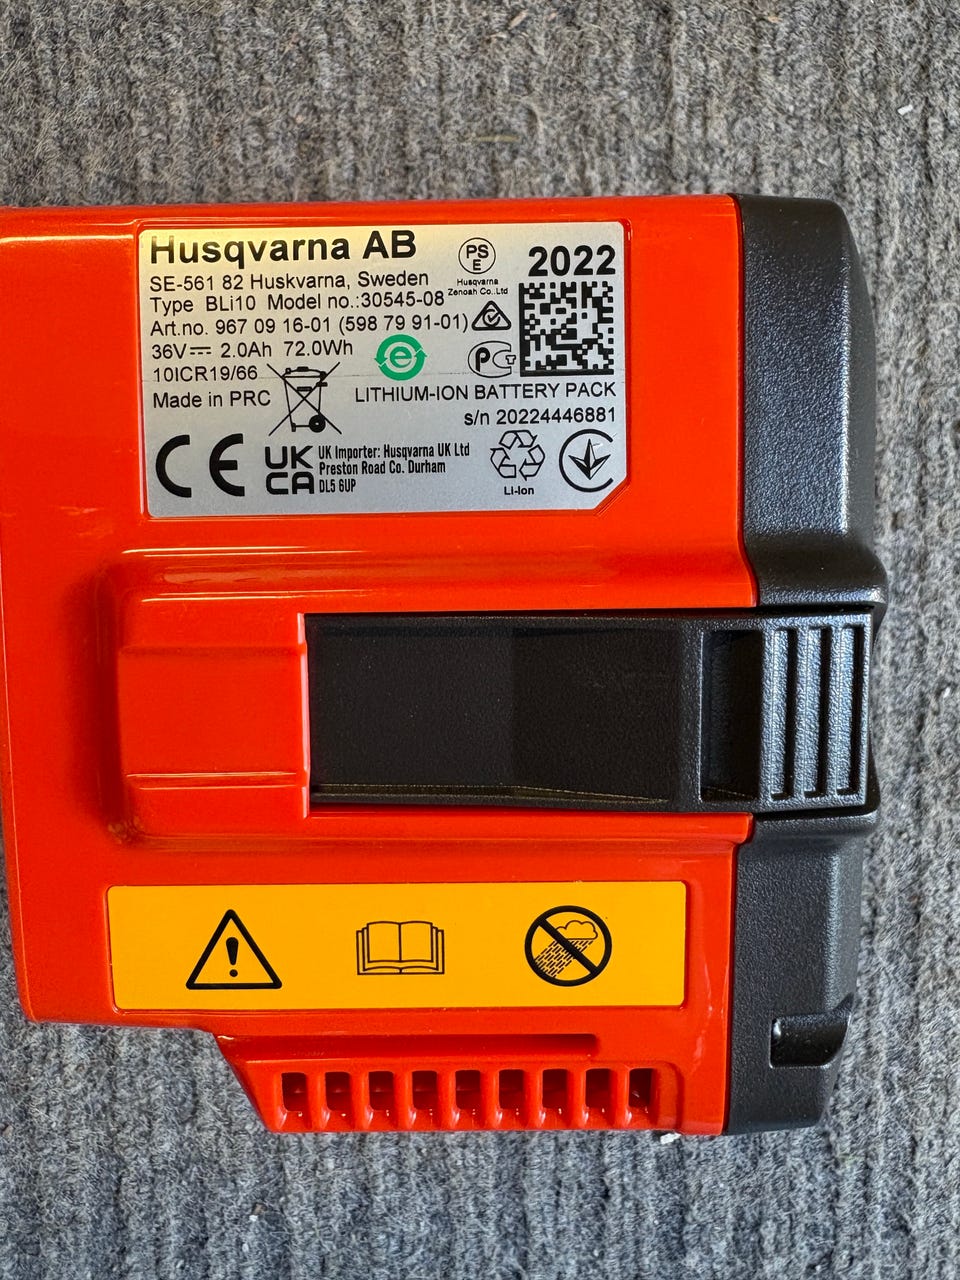 Husqvarna AB
SE-561 82 Huskvarna, Sweden
Type BLi10 Model no.:30545-08
Art.no. 967 09 16-01 (598 79 91-01)
36V⎓ 2.0Ah 72.0Wh
10ICR19/66
Made in PRC
PS
E
Husqvarna
Zenoah Co.,Ltd
2022
e
PCT
LITHIUM-ION BATTERY PACK
s/n 20224446881
CE
UK
CA
UK Importer: Husqvarna UK Ltd
Preston Road Co. Durham
DL5 6UP
Li-Ion